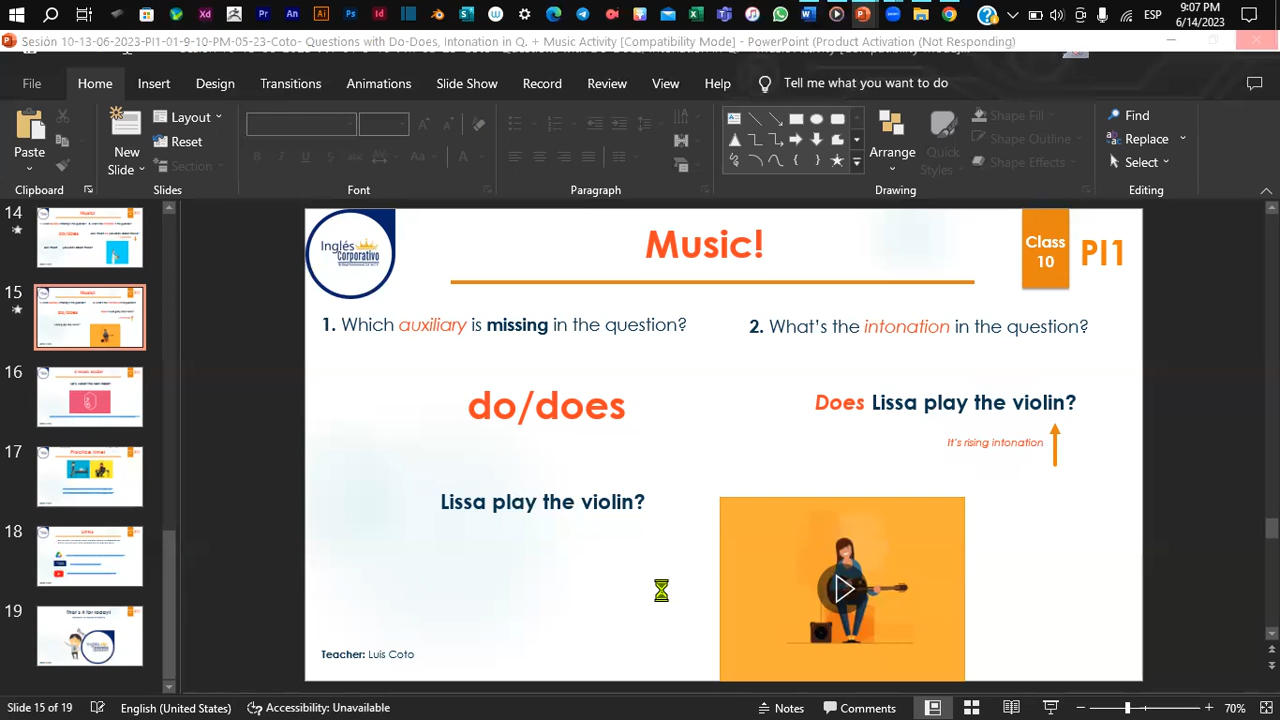 9:07 PM
ESP
6/14/2023
Sesión 10-13-06-2023-PI1-01-9-10-PM-05-23-Coto- Questions with Do-Does, Intonation in Q. + Music Activity [Compatibility Mode] - PowerPoint (Product Activation (Not Responding)
File Home Insert Design Transitions Animations Slide Show Record Review View Help Tell me what you want to do
Paste
New Slide
Layout
Reset
Section
Arrange
Quick Styles
Shape Fill
Shape Outline
Shape Effects
Find
Replace
Select
Clipboard Slides Font Paragraph Drawing Editing
14
15
16
17
18
19
Inglés
Corporativo
Music!
Class
10
PI1
1. Which auxiliary is missing in the question?
2. What's the intonation in the question?
do/does
Does Lissa play the violin?
It's rising intonation
Lissa play the violin?
Teacher: Luis Coto
Slide 15 of 19 English (United States) Accessibility: Unavailable Notes Comments 70%